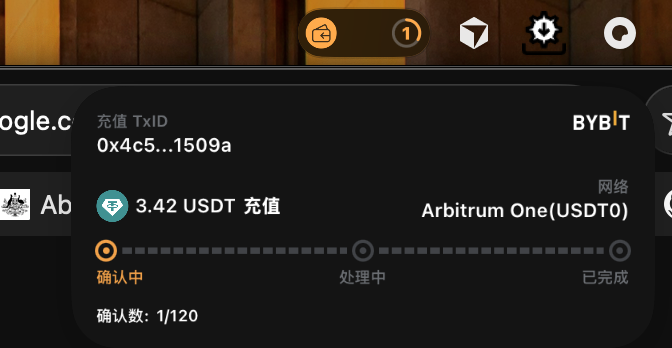 1
ogle.c
充值 TxID
BYBIT
0x4c5...1509a
Ab
3.42 USDT 充值
网络
Arbitrum One(USDT0)
确认中
处理中
已完成
确认数: 1/120